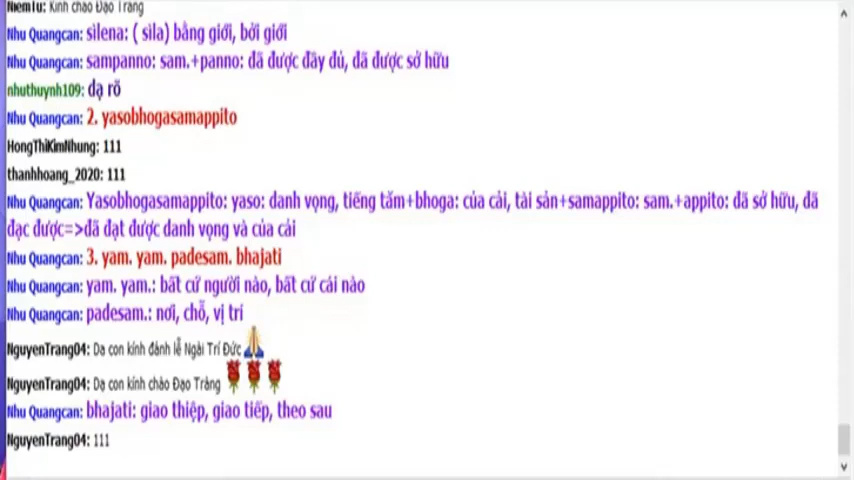 NiemTu: Kính chào Đạo Tràng
Nhu Quangcan: sìlena: ( sìla) bằng giới, bởi giới
Nhu Quangcan: sampanno: sam.+panno: đã được đầy đủ, đã được sở hữu
nhuthuynh109: dạ rõ
Nhu Quangcan: 2. yasobhogasamappito
HongThiKimNhung: 111
thanhhoang_2020: 111
Nhu Quangcan: Yasobhogasamappito: yaso: danh vọng, tiếng tăm+bhoga: của cải, tài sản+samappito: sam.+appito: đã sở hữu, đã
đạc được=>đã đạt được danh vọng và của cải
Nhu Quangcan: 3. yam. yam. padesam. bhajati
Nhu Quangcan: yam. yam.: bất cứ người nào, bất cứ cái nào
Nhu Quangcan: padesam.: nơi, chỗ, vị trí
NguyenTrang04: Dạ con kính đảnh lễ Ngài Trí Đức
NguyenTrang04: Dạ con kính chào Đạo Tràng
Nhu Quangcan: bhajati: giao thiệp, giao tiếp, theo sau
NguyenTrang04: 111